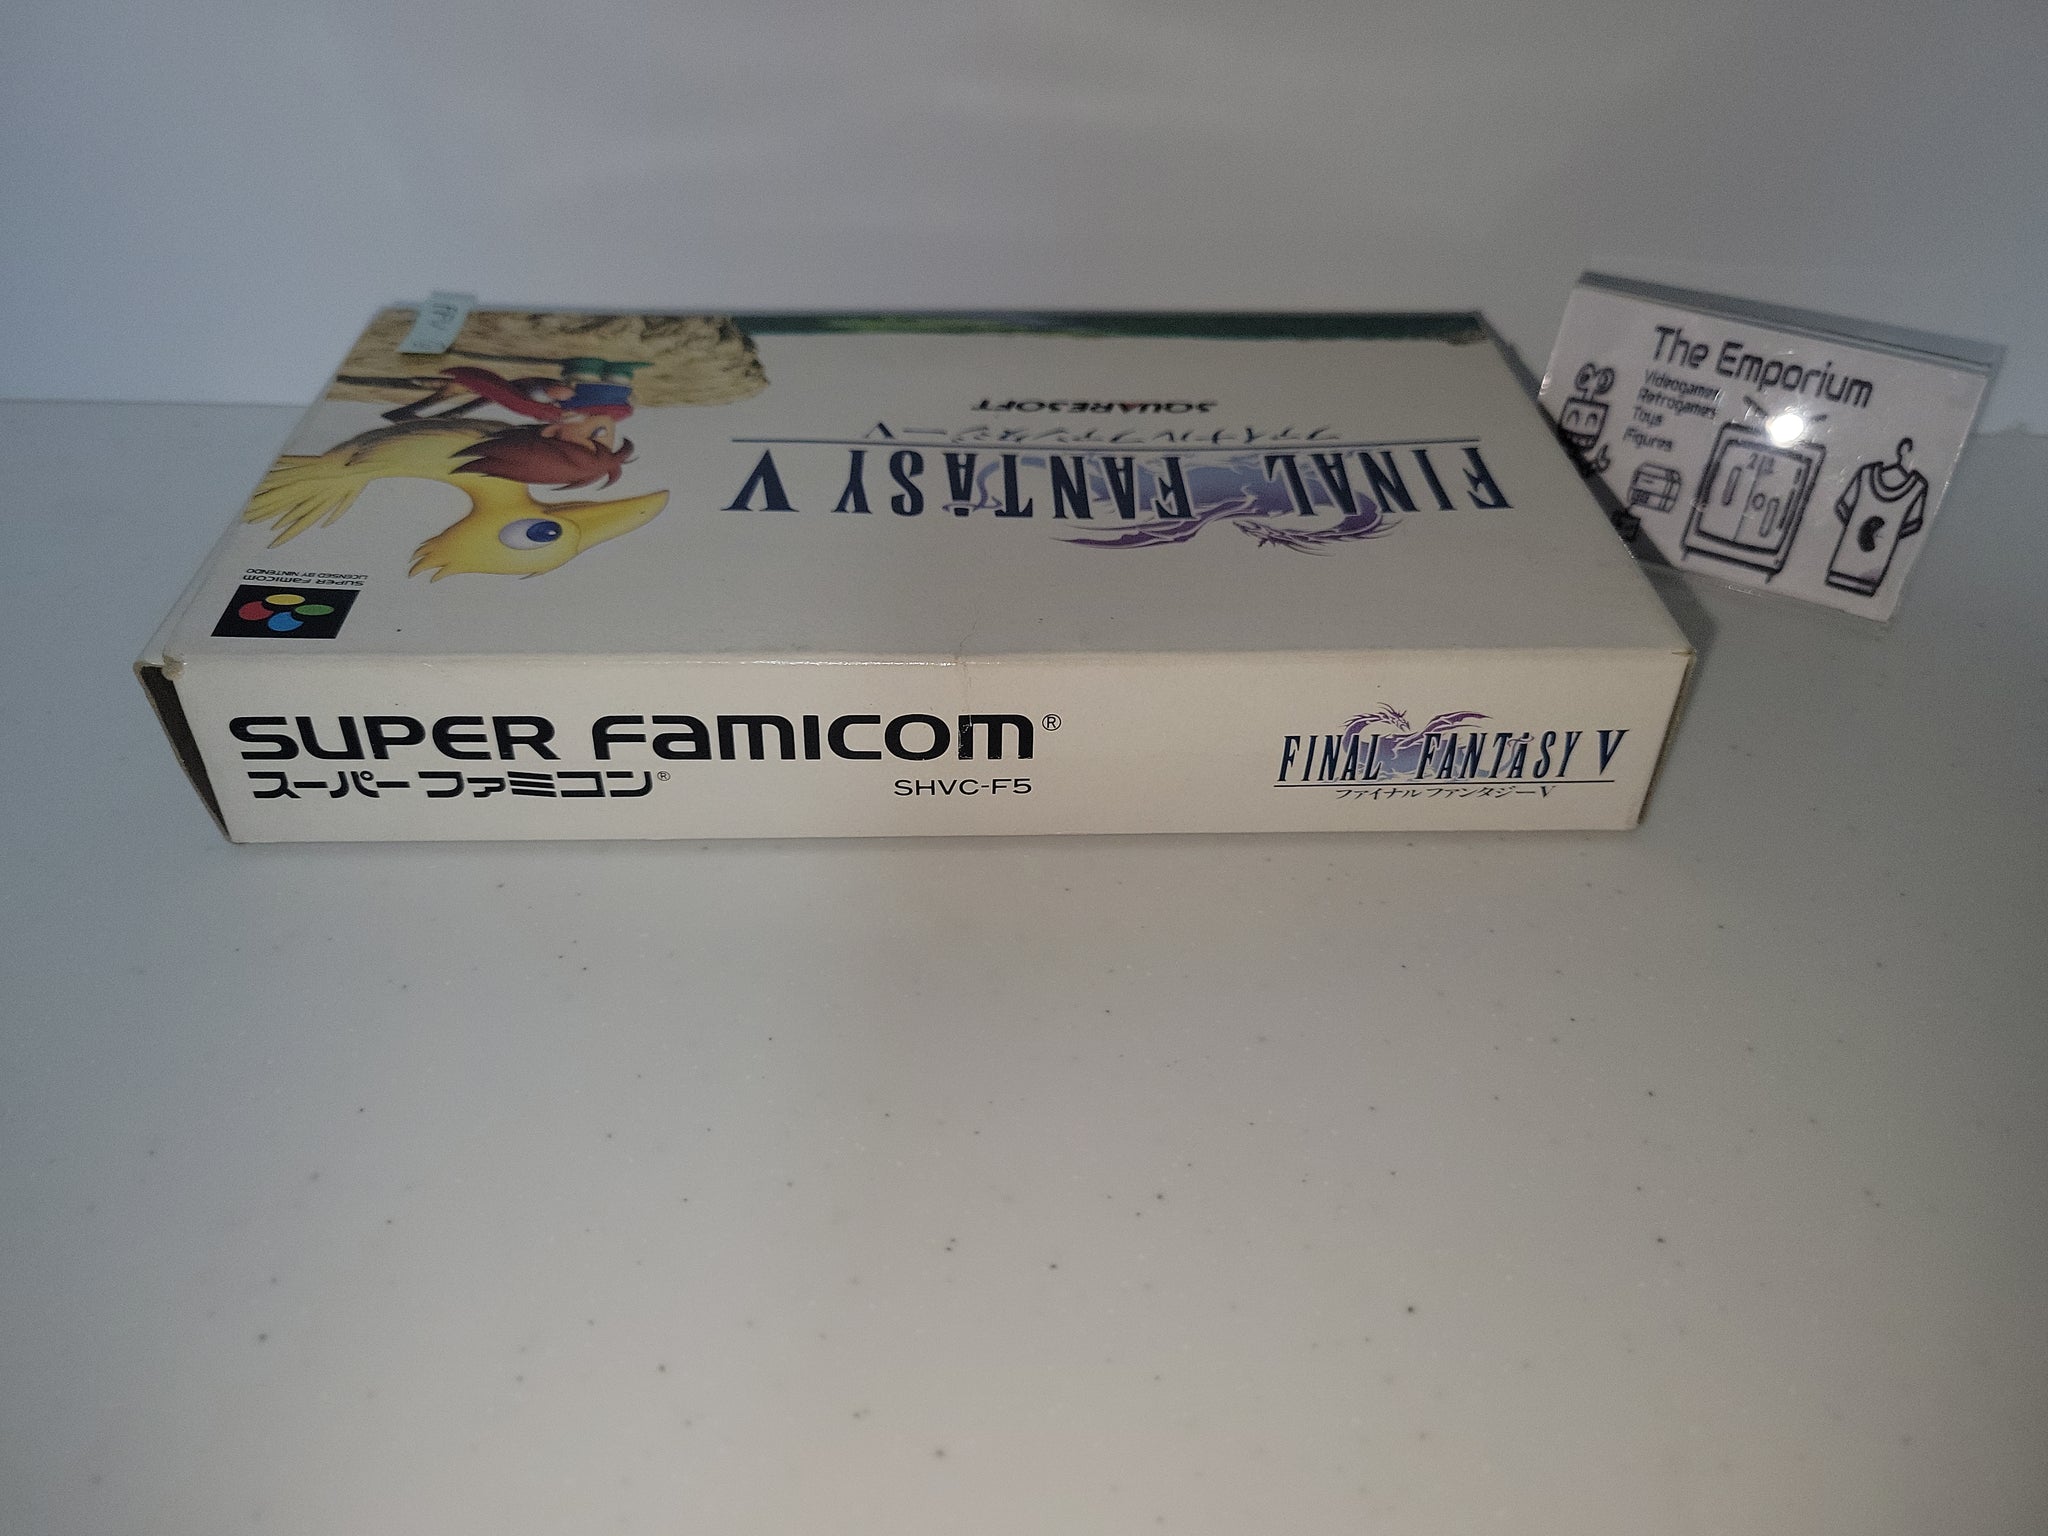 SQUARESOFT
ファイナルファンタジーV
FINAL FANTASY V
SUPER FAMICOM
LICENSED BY NINTENDO
The Emporium
Videogames
Retrogames
Toys
Figures
SUPER FAMICOM®
スーパーファミコン®
SHVC-F5
FINAL FANTASY V
ファイナルファンタジーV